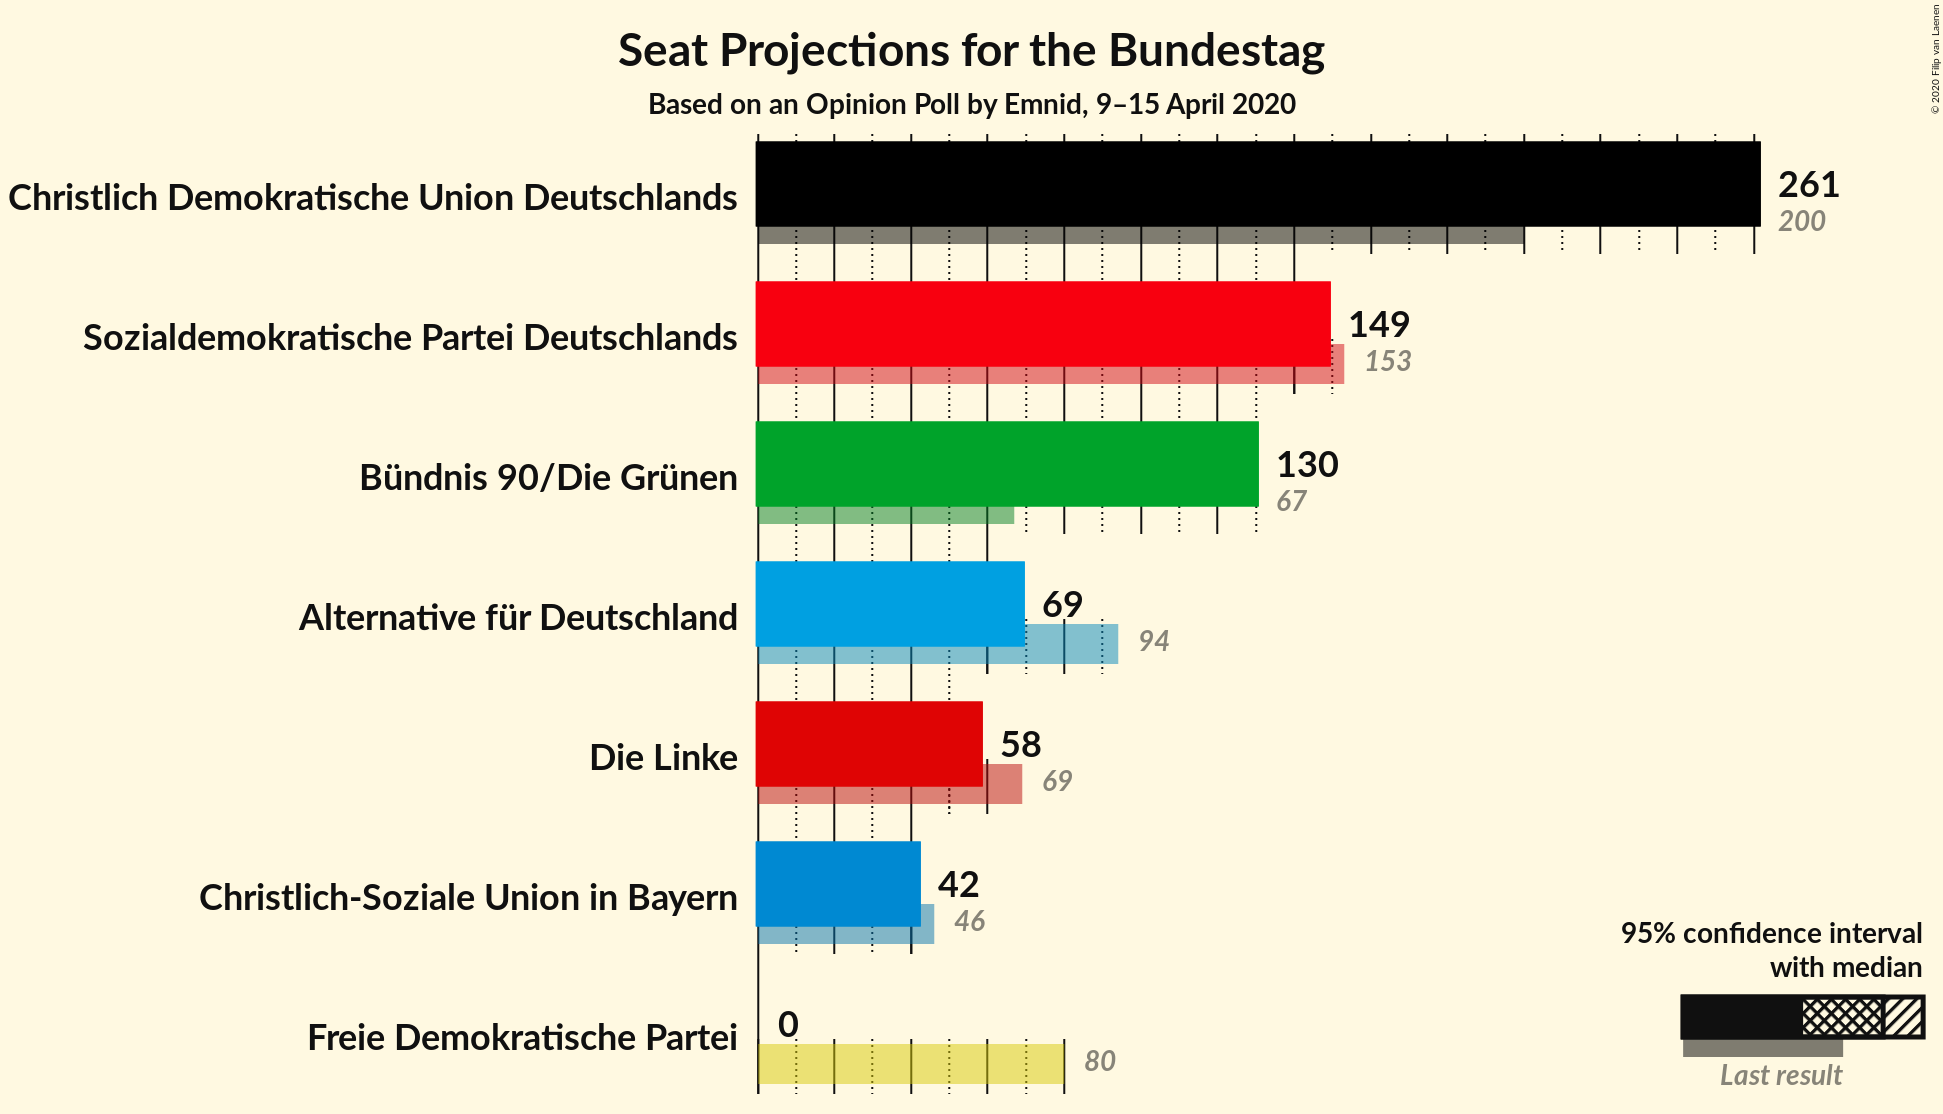 Seat Projections for the Bundestag
Based on an Opinion Poll by Emnid, 9–15 April 2020
© 2020 Filip van Laenen
Christlich Demokratische Union Deutschlands
261
200
Sozialdemokratische Partei Deutschlands
149
153
Bündnis 90/Die Grünen
130
67
Alternative für Deutschland
69
94
Die Linke
58
69
Christlich-Soziale Union in Bayern
42
46
Freie Demokratische Partei
0
80
95% confidence interval
with median
Last result